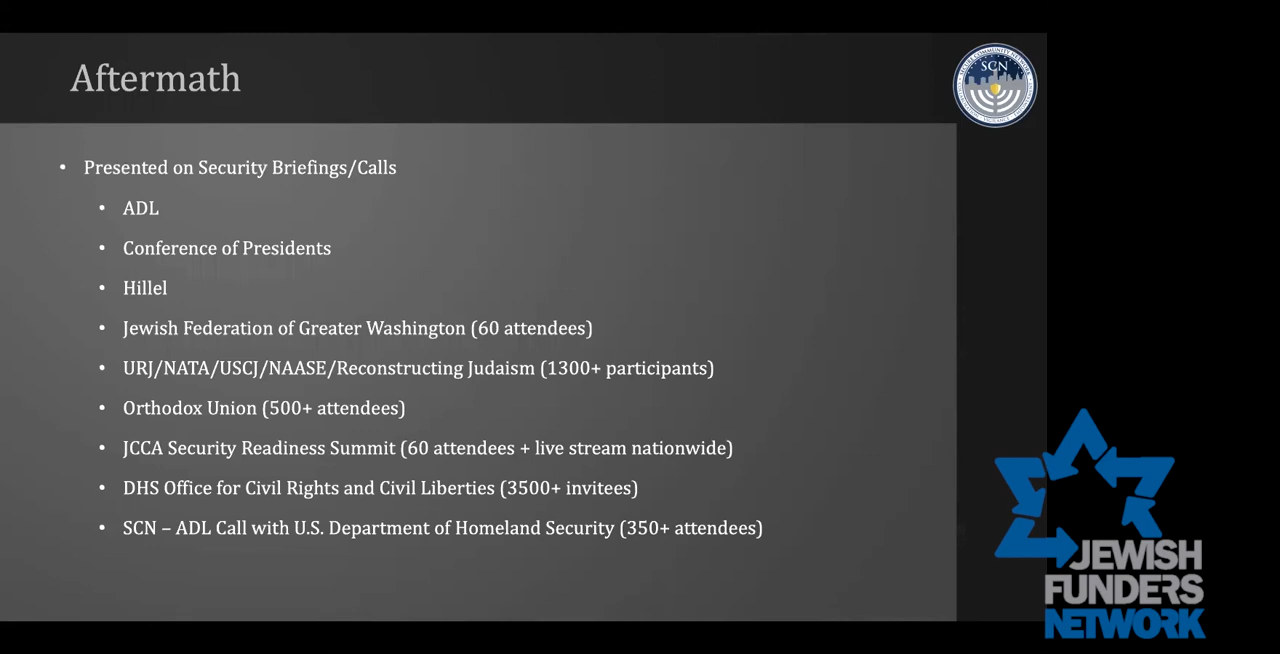 Aftermath
SCN
• Presented on Security Briefings/Calls
• ADL
• Conference of Presidents
• Hillel
• Jewish Federation of Greater Washington (60 attendees)
• URJ/NATA/USCJ/NAASE/Reconstructing Judaism (1300+ participants)
• Orthodox Union (500+ attendees)
• JCCA Security Readiness Summit (60 attendees + live stream nationwide)
• DHS Office for Civil Rights and Civil Liberties (3500+ invitees)
• SCN – ADL Call with U.S. Department of Homeland Security (350+ attendees)
JEWISH
FUNDERS
NETWORK